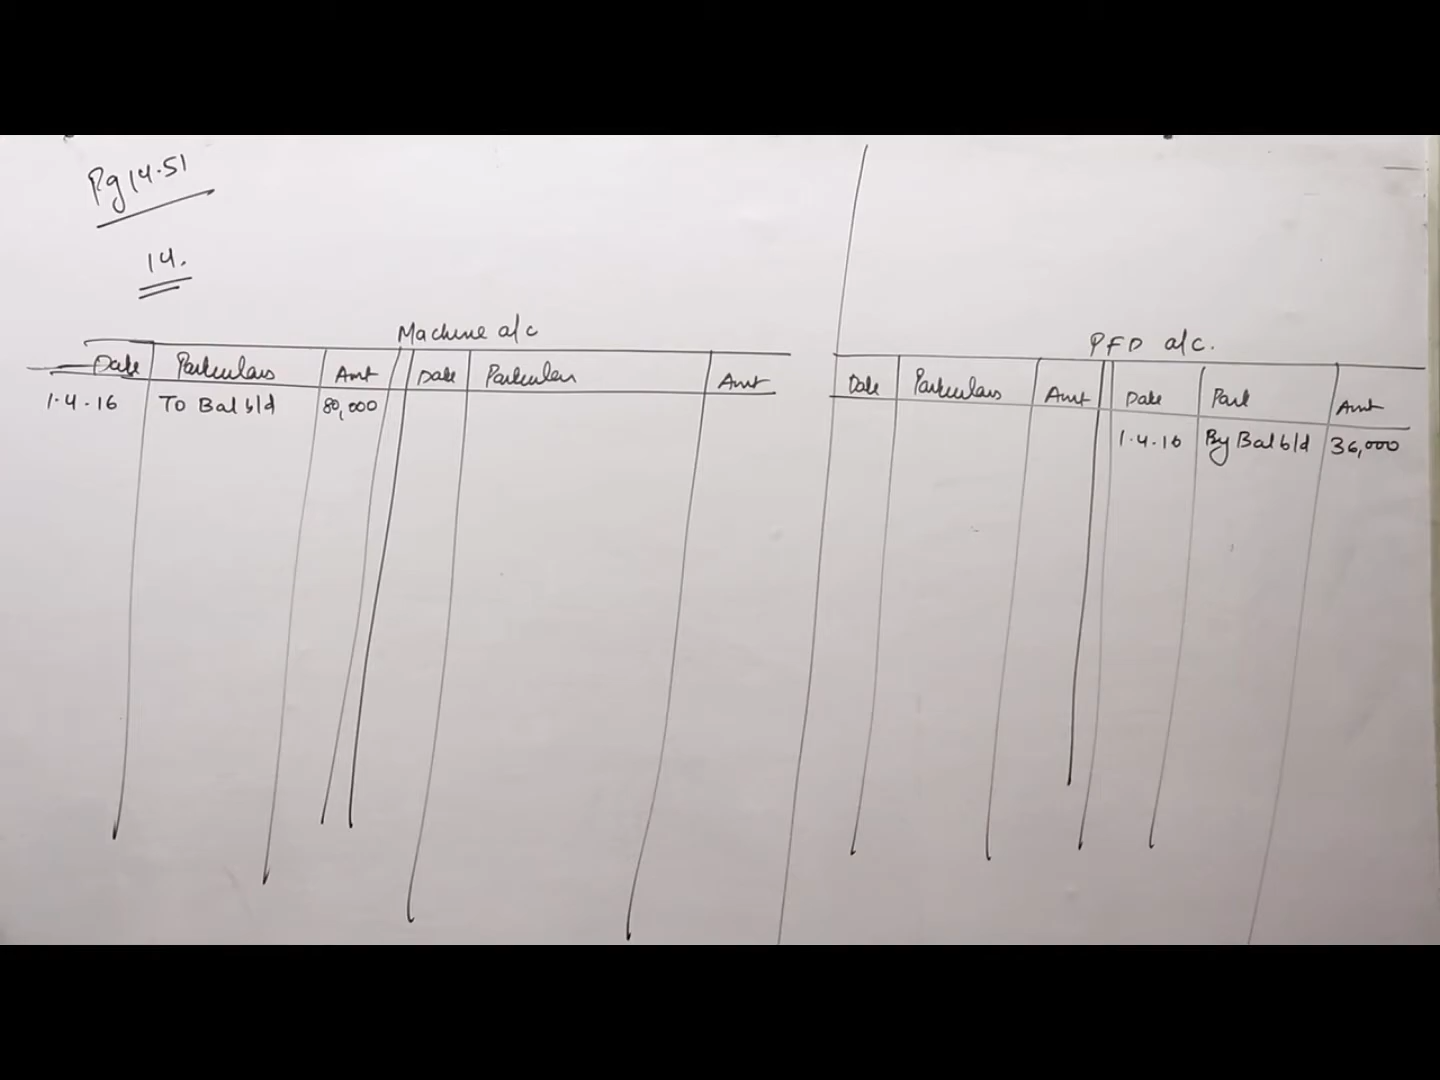 Pg 14.51
14.
Machine a/c
Date Particulars Amt Date Particulars Amt
1.4.16 To Bal b/d 80,000
PFD a/c.
Date Particulars Amt Date Part Amt
1.4.16 By Bal b/d 36,000